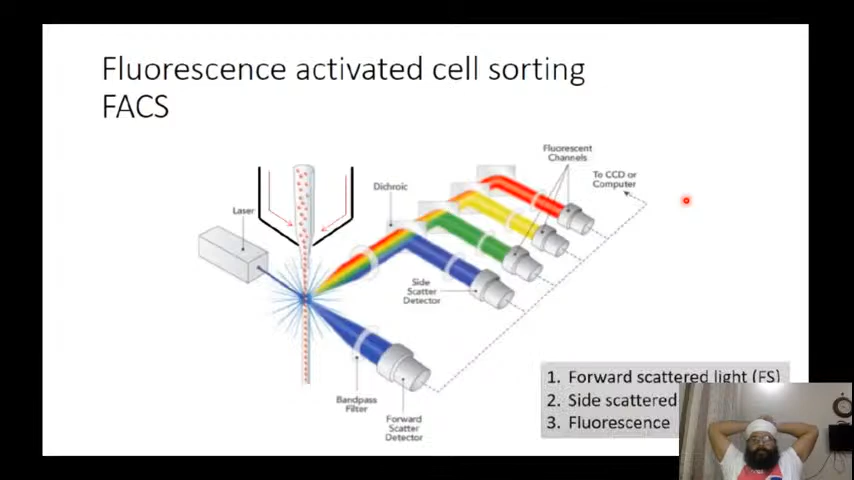 Fluorescence activated cell sorting
FACS
Fluorescent
Channels
To CCD or
Computer
Dichroic
Laser
Side
Scatter
Detector
Bandpass
Filter
Forward
Scatter
Detector
1. Forward scattered light (FS)
2. Side scattered
3. Fluorescence